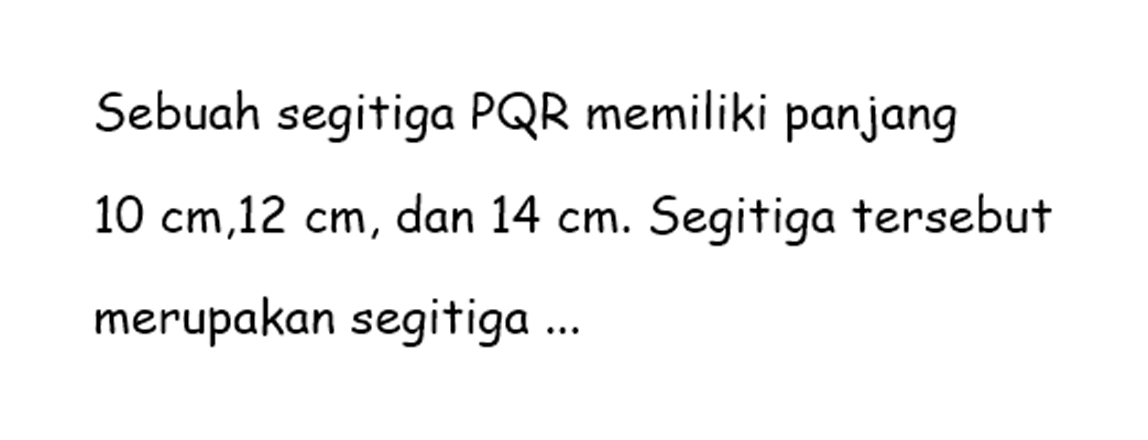 Sebuah segitiga PQR memiliki panjang
10 cm,12 cm, dan 14 cm. Segitiga tersebut
merupakan segitiga ...